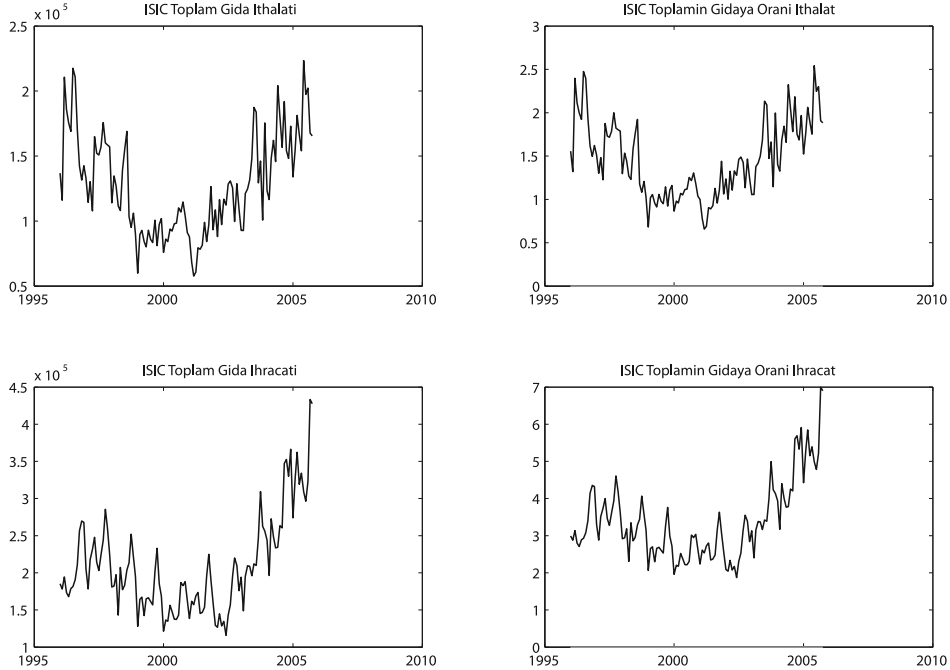 ISIC Toplam Gida Ithalati
x 10^5
2.5
2
1.5
1
0.5
1995 2000 2005 2010
ISIC Toplamin Gidaya Orani Ithalat
3
2.5
2
1.5
1
0.5
0
1995 2000 2005 2010
ISIC Toplam Gida Ihracati
x 10^5
4.5
4
3.5
3
2.5
2
1.5
1
1995 2000 2005 2010
ISIC Toplamin Gidaya Orani Ihracat
7
6
5
4
3
2
1
0
1995 2000 2005 2010